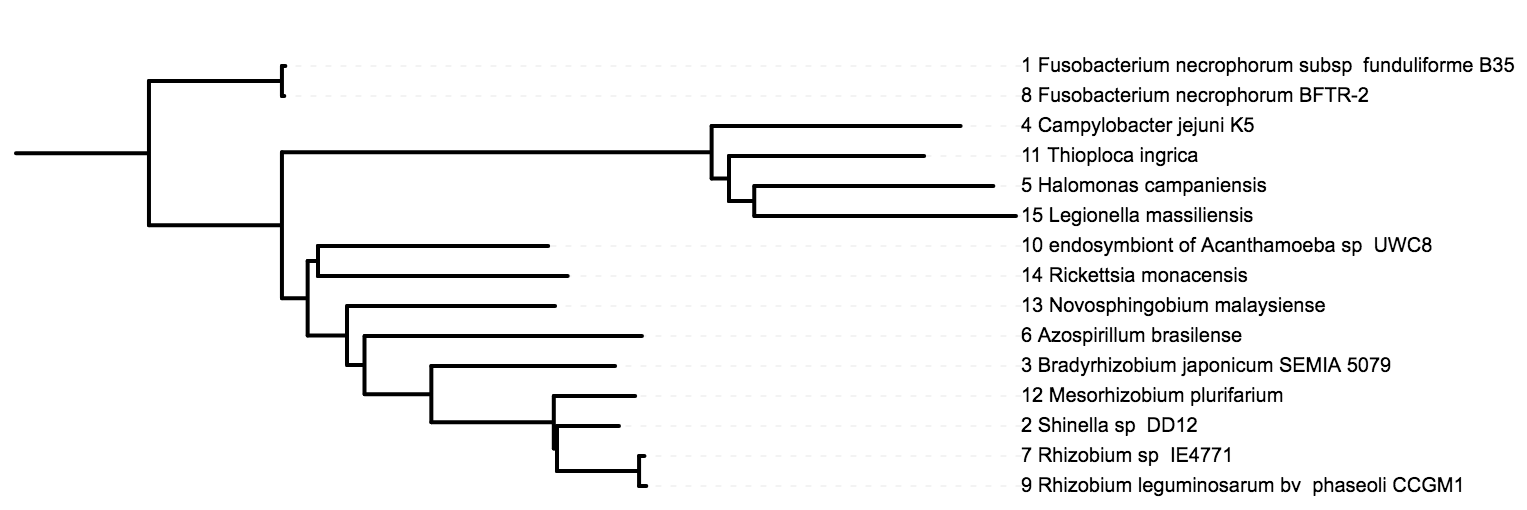 1 Fusobacterium necrophorum subsp  funduliforme B35
8 Fusobacterium necrophorum BFTR-2
4 Campylobacter jejuni K5
11 Thioploca ingrica
5 Halomonas campaniensis
15 Legionella massiliensis
10 endosymbiont of Acanthamoeba sp  UWC8
14 Rickettsia monacensis
13 Novosphingobium malaysiense
6 Azospirillum brasilense
3 Bradyrhizobium japonicum SEMIA 5079
12 Mesorhizobium plurifarium
2 Shinella sp  DD12
7 Rhizobium sp  IE4771
9 Rhizobium leguminosarum bv  phaseoli CCGM1